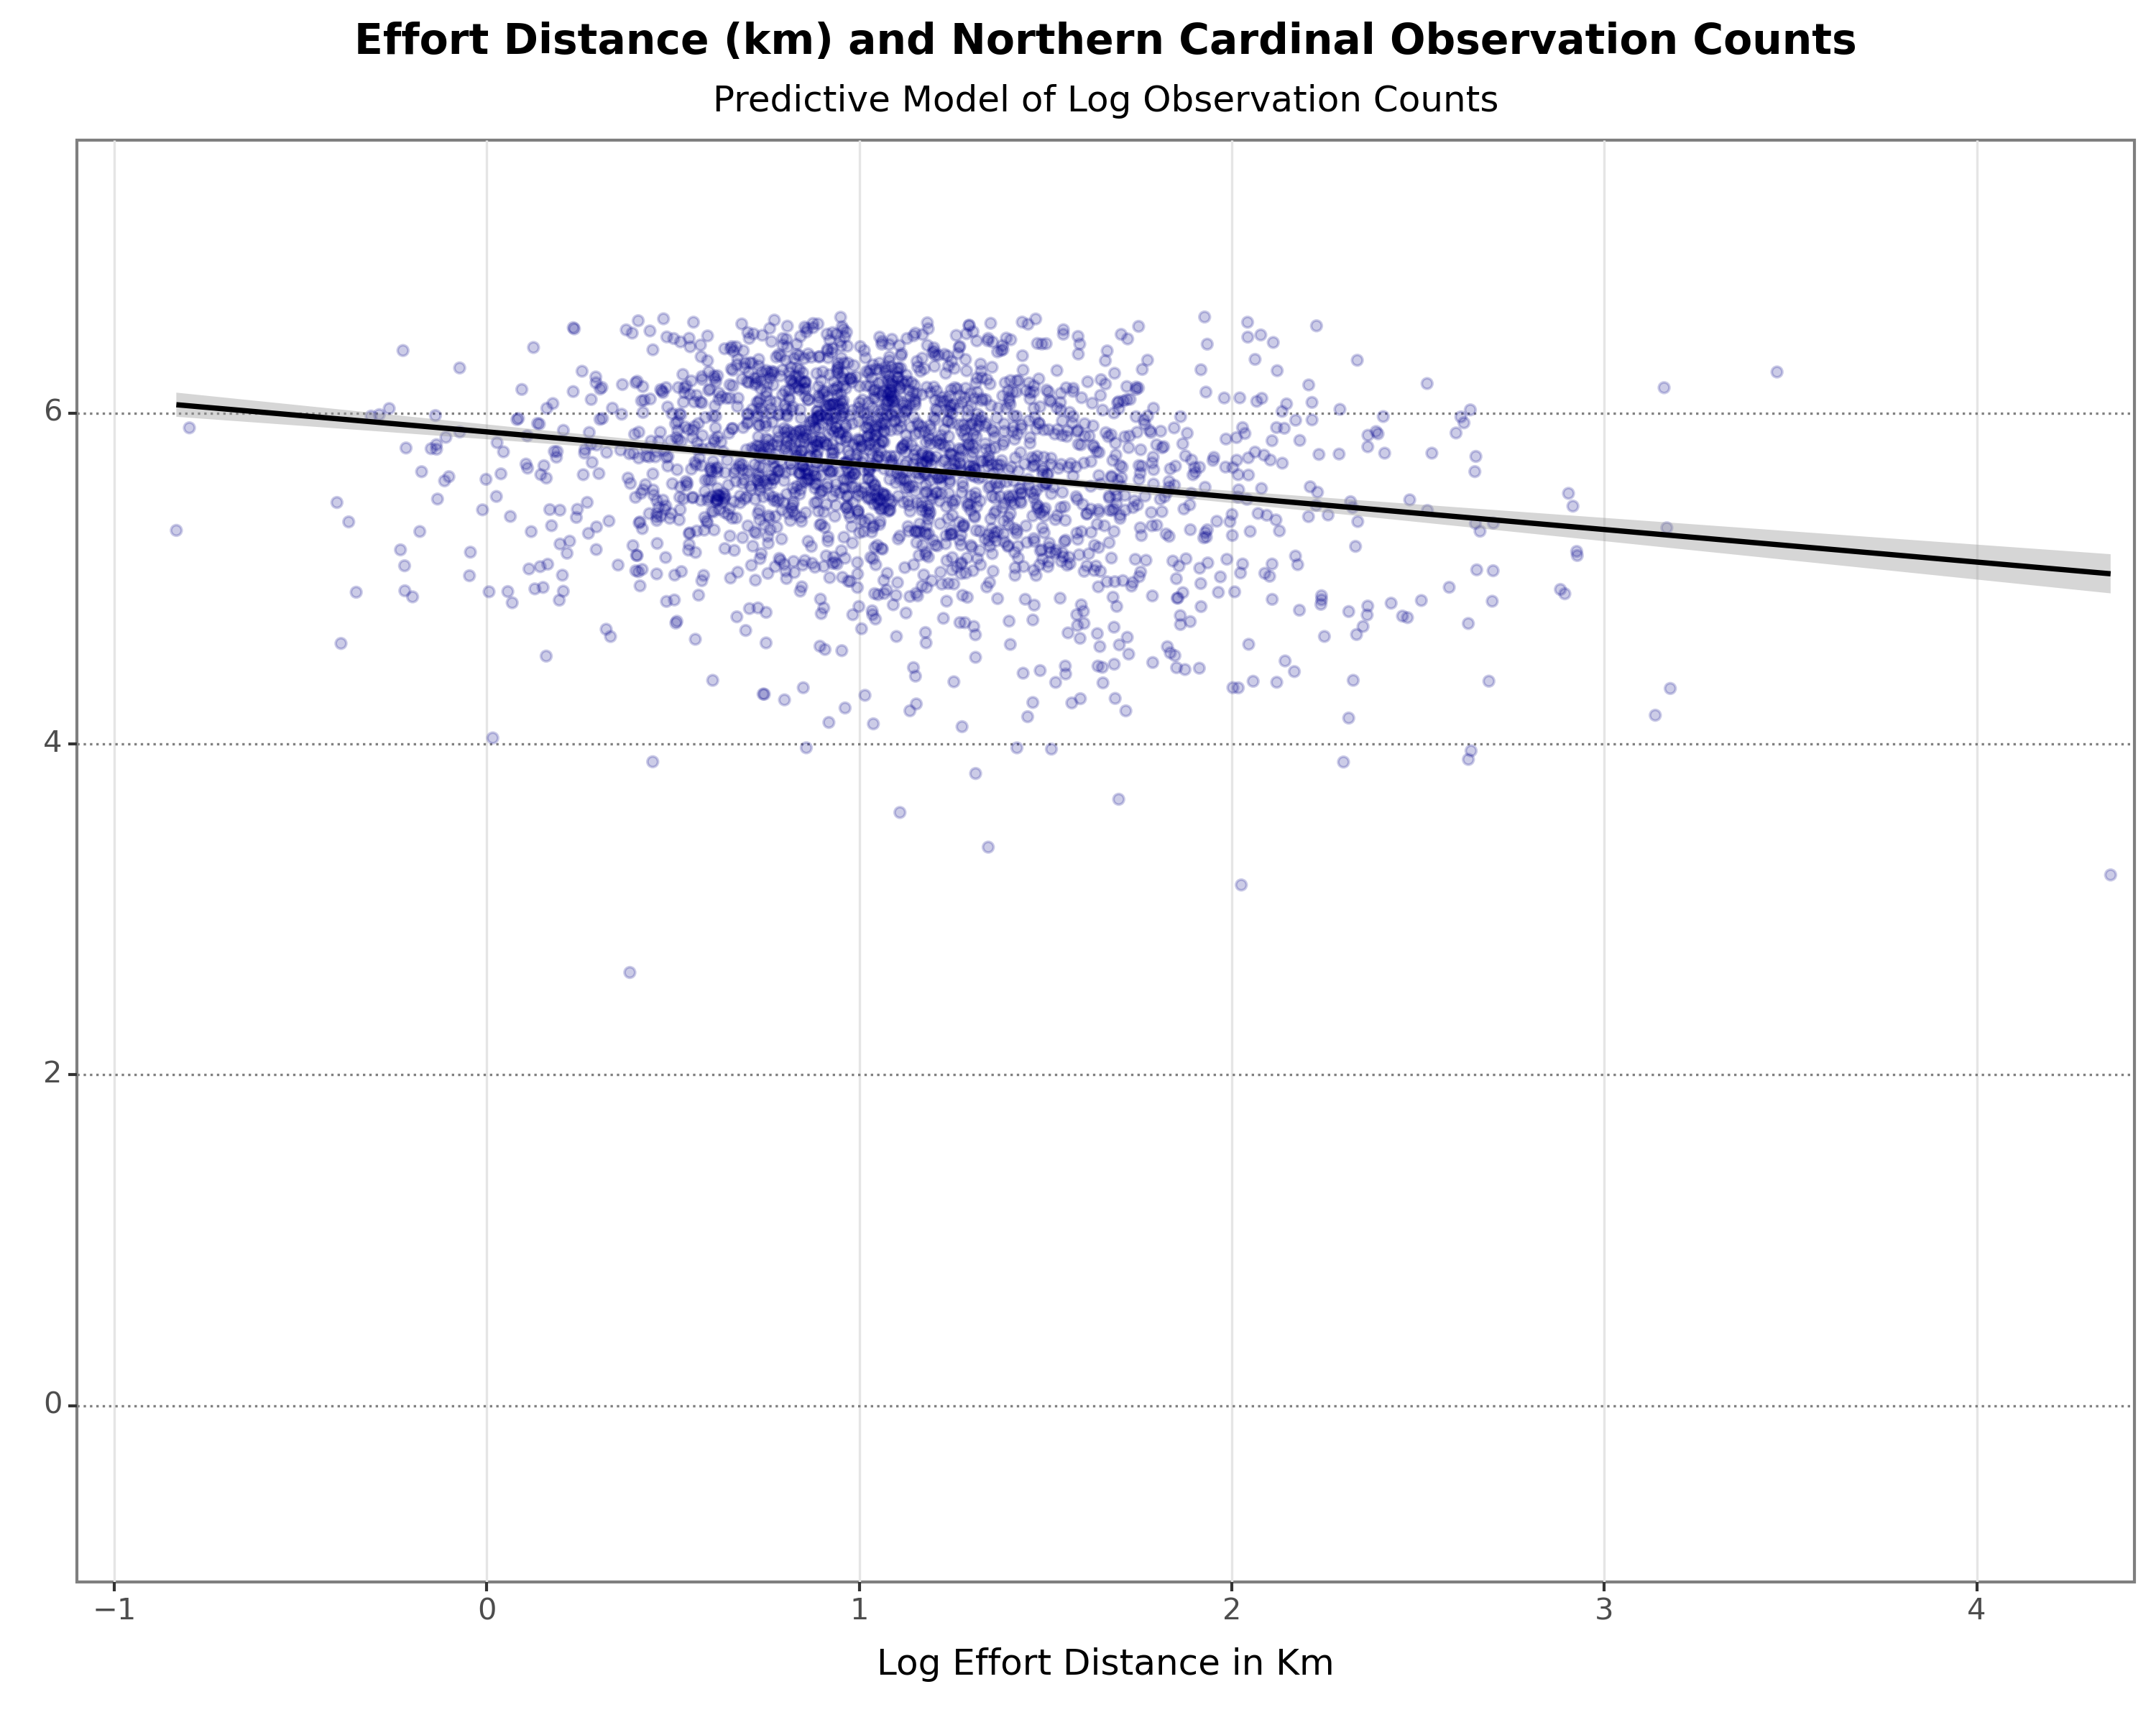 Effort Distance (km) and Northern Cardinal Observation Counts
Predictive Model of Log Observation Counts
6
4
2
0
−1 0 1 2 3 4
Log Effort Distance in Km